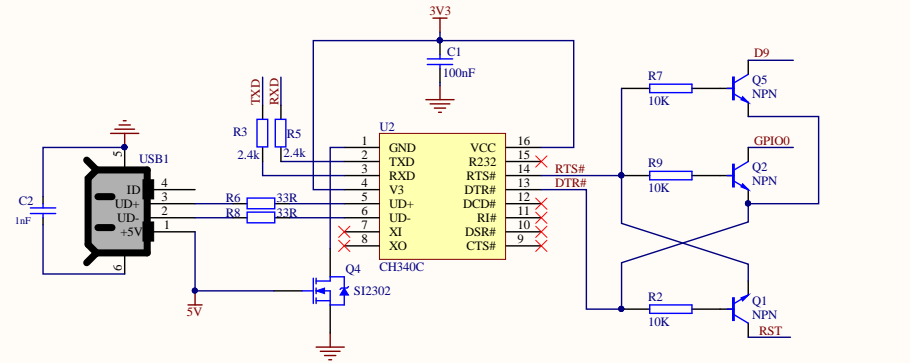 3V3
C1
100nF
D9
R7
10K
Q5
NPN
TXD
RXD
R3
2.4k
R5
2.4k
U2
1 GND VCC 16
2 TXD R232 15
3 RXD RTS# 14 RTS#
4 V3 DTR# 13 DTR#
5 UD+ DCD# 12
6 UD- RI# 11
7 XI DSR# 10
8 XO CTS# 9
CH340C
GPIO0
R9
10K
Q2
NPN
5
USB1
C2
1nF
ID 4
UD+ 3
UD- 2
+5V 1
6
R6 33R
R8 33R
5V
Q4
SI2302
R2
10K
Q1
NPN
RST